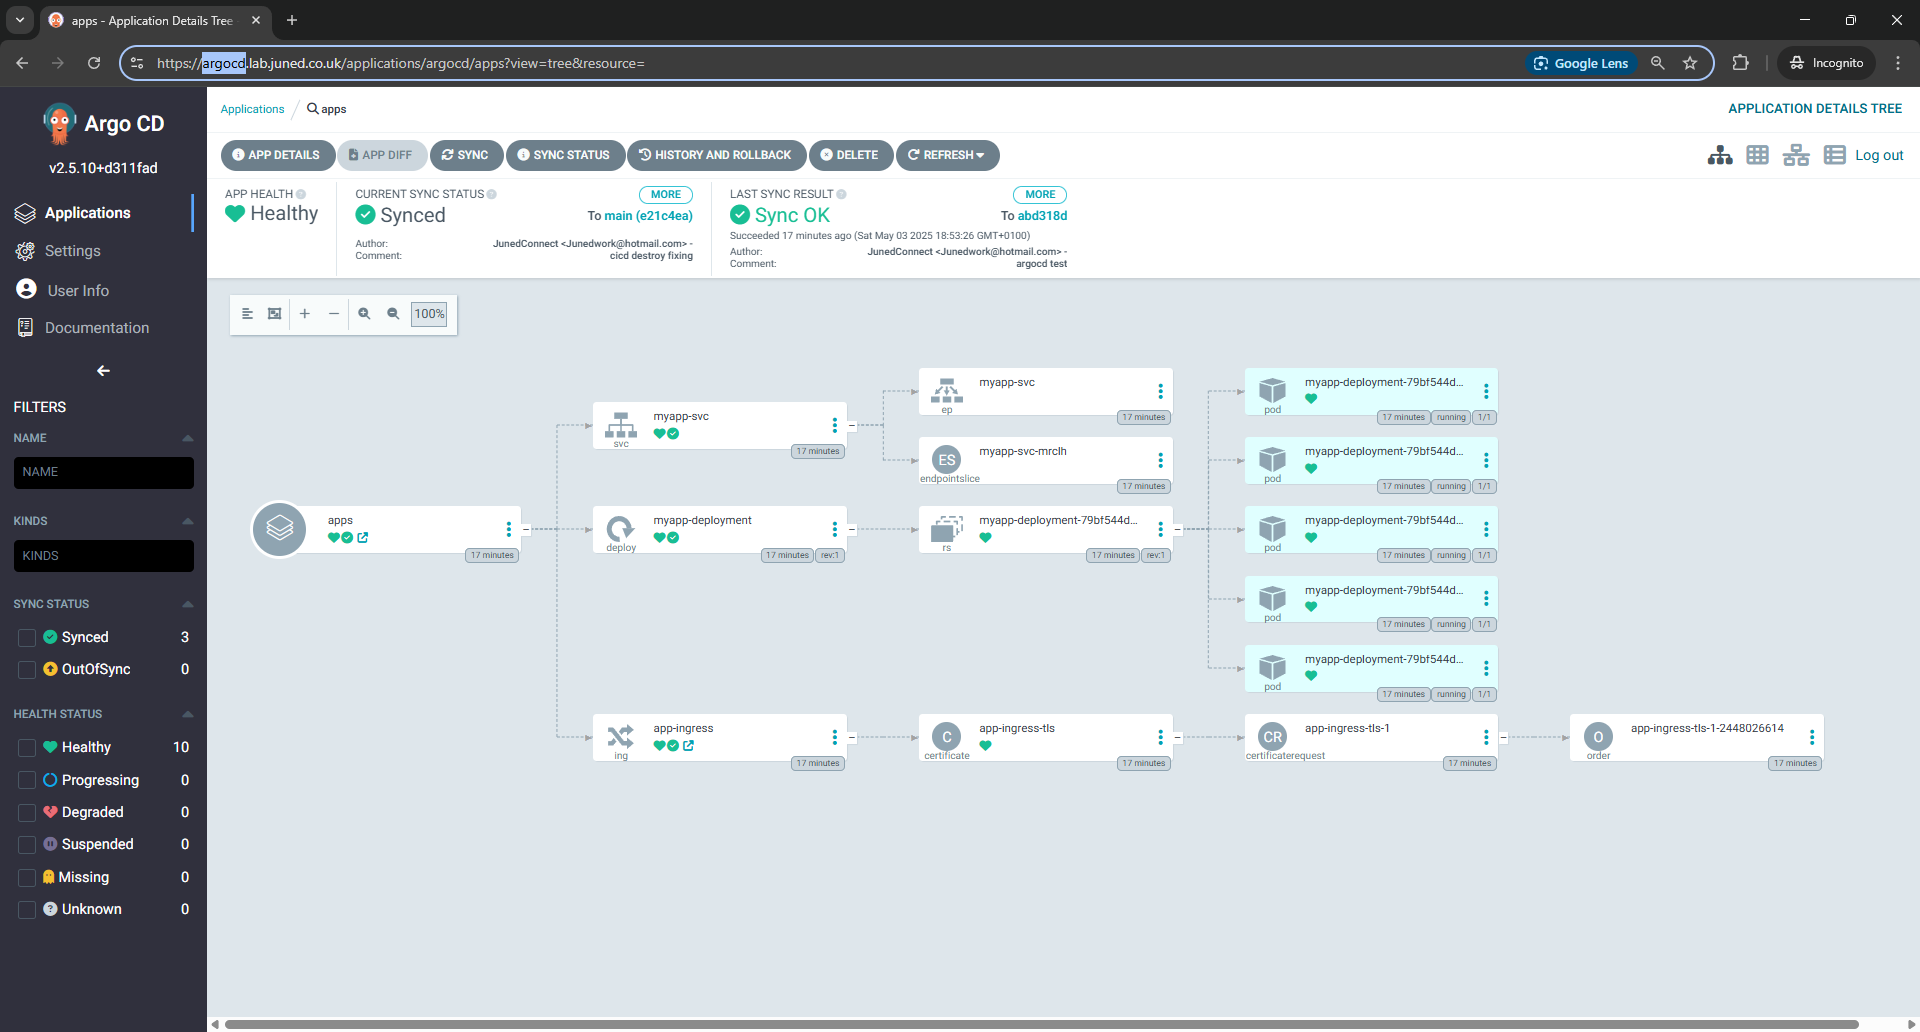 apps - Application Details Tree
https://argocd.lab.juned.co.uk/applications/argocd/apps?view=tree&resource=
Google Lens
Incognito
Argo CD
v2.5.10+d311fad
Applications
Settings
User Info
Documentation
FILTERS
NAME
NAME
KINDS
KINDS
SYNC STATUS
Synced 3
OutOfSync 0
HEALTH STATUS
Healthy 10
Progressing 0
Degraded 0
Suspended 0
Missing 0
Unknown 0
Applications / apps
APPLICATION DETAILS TREE
APP DETAILS APP DIFF SYNC SYNC STATUS HISTORY AND ROLLBACK DELETE REFRESH
Log out
APP HEALTH
Healthy
CURRENT SYNC STATUS MORE
Synced
To main (e21c4ea)
Author: JunedConnect <Junedwork@hotmail.com> -
Comment: cicd destroy fixing
LAST SYNC RESULT MORE
Sync OK
To abd318d
Succeeded 17 minutes ago (Sat May 03 2025 18:53:26 GMT+0100)
Author: JunedConnect <Junedwork@hotmail.com> -
Comment: argocd test
100%
apps
17 minutes
myapp-svc
svc
17 minutes
myapp-deployment
deploy
17 minutes rev:1
app-ingress
ing
17 minutes
myapp-svc
ep
17 minutes
ES
myapp-svc-mrclh
endpointslice
17 minutes
myapp-deployment-79bf544d...
rs
17 minutes rev:1
C
app-ingress-tls
certificate
17 minutes
myapp-deployment-79bf544d...
pod
17 minutes running 1/1
myapp-deployment-79bf544d...
pod
17 minutes running 1/1
myapp-deployment-79bf544d...
pod
17 minutes running 1/1
myapp-deployment-79bf544d...
pod
17 minutes running 1/1
myapp-deployment-79bf544d...
pod
17 minutes running 1/1
CR
app-ingress-tls-1
certificaterequest
17 minutes
O
app-ingress-tls-1-2448026614
order
17 minutes